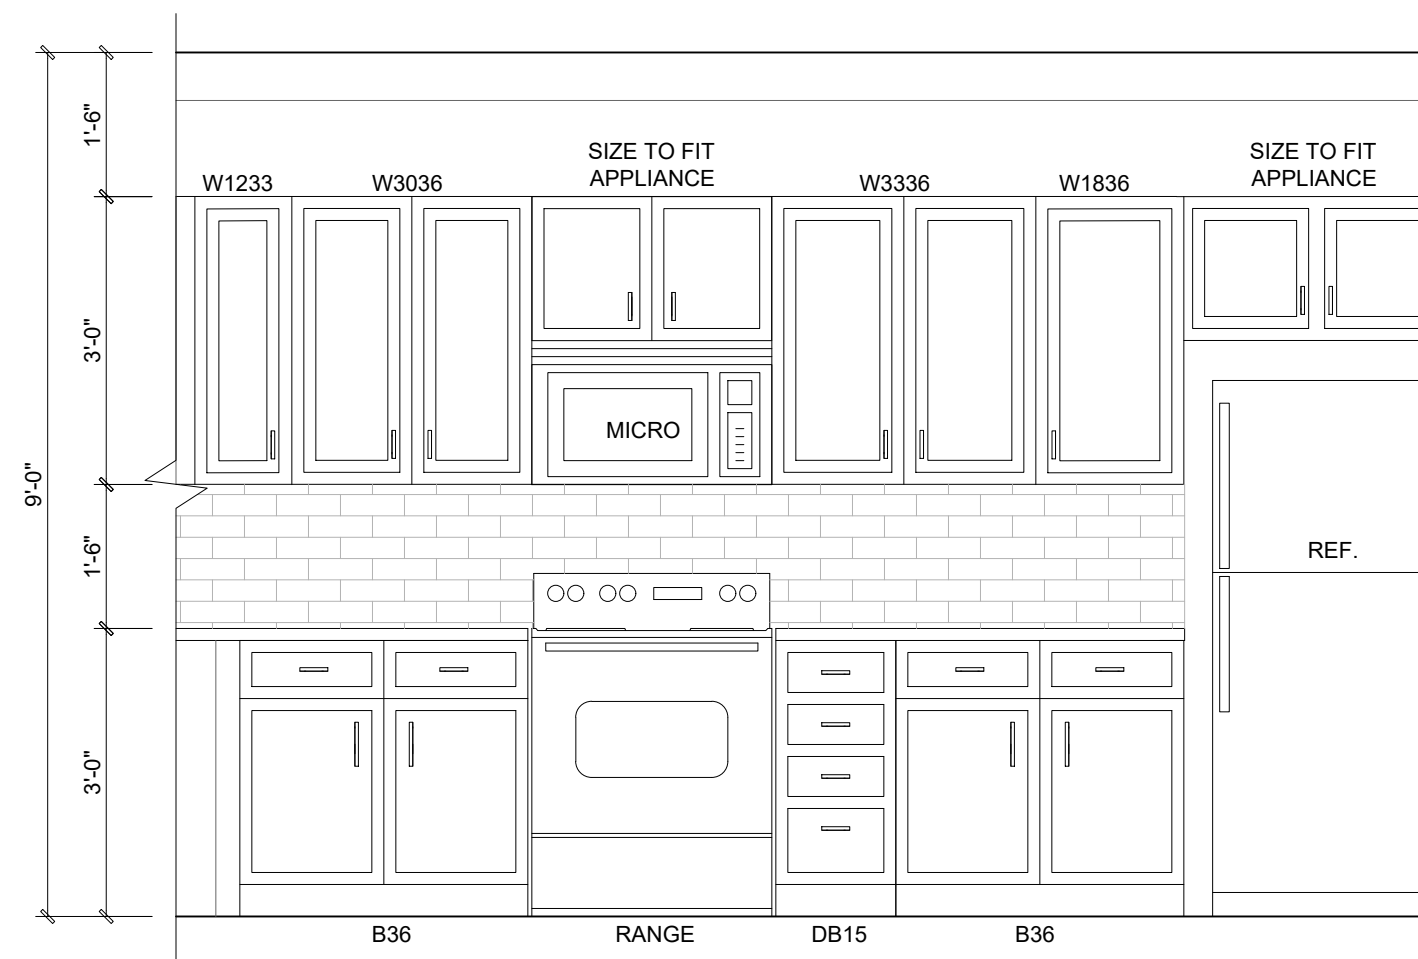 1'-6"
SIZE TO FIT
APPLIANCE
SIZE TO FIT
APPLIANCE
W1233
W3036
W3336
W1836
3'-0"
MICRO
9'-0"
1'-6"
REF.
3'-0"
B36
RANGE
DB15
B36